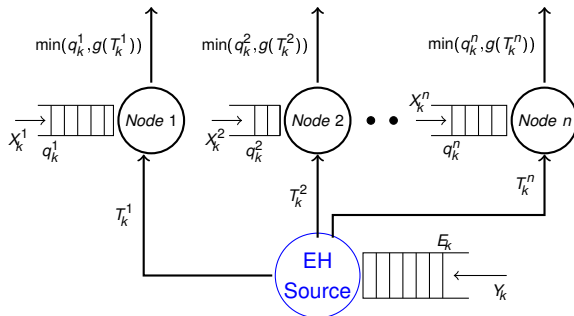 min(q_k^1, g(T_k^1))
min(q_k^2, g(T_k^2))
min(q_k^n, g(T_k^n))
X_k^1
q_k^1
Node 1
X_k^2
q_k^2
Node 2
X_k^n
q_k^n
Node n
T_k^1
T_k^2
T_k^n
EH
Source
E_k
Y_k